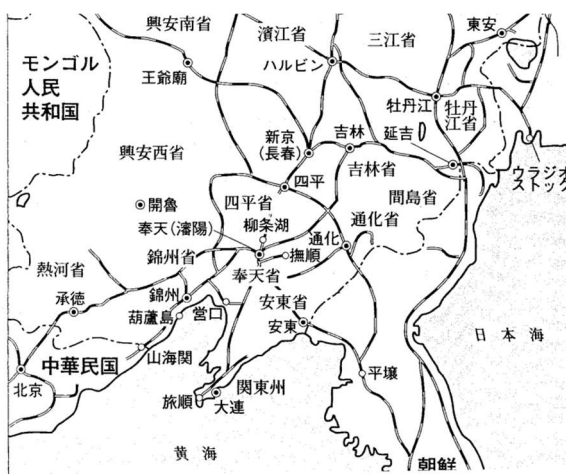 興安南省
濱江省
三江省
東安
モンゴル
人民
共和国
王爺廟
ハルビン
牡丹江
牡丹
江省
新京
(長春)
吉林
延吉
興安西省
吉林省
ウラジオ
ストック
四平
間島省
開魯
四平省
柳条湖
通化省
奉天(瀋陽)
通化
撫順
錦州省
奉天省
熱河省
承徳
錦州
営口
安東省
葫蘆島
安東
日本海
中華民国
山海関
北京
平壌
関東州
旅順
大連
黄海
朝鮮